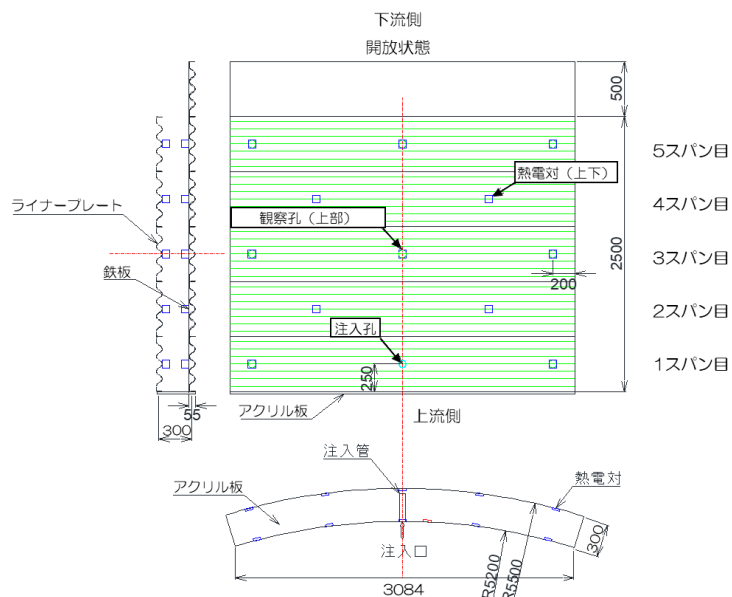 下流側
開放状態
500
5スパン目
熱電対（上下）
4スパン目
ライナープレート
観察孔（上部）
2500
3スパン目
鉄板
200
2スパン目
注入孔
1スパン目
250
アクリル板
上流側
55
300
注入管
アクリル板
熱電対
注入口
300
R5200
R5500
3084